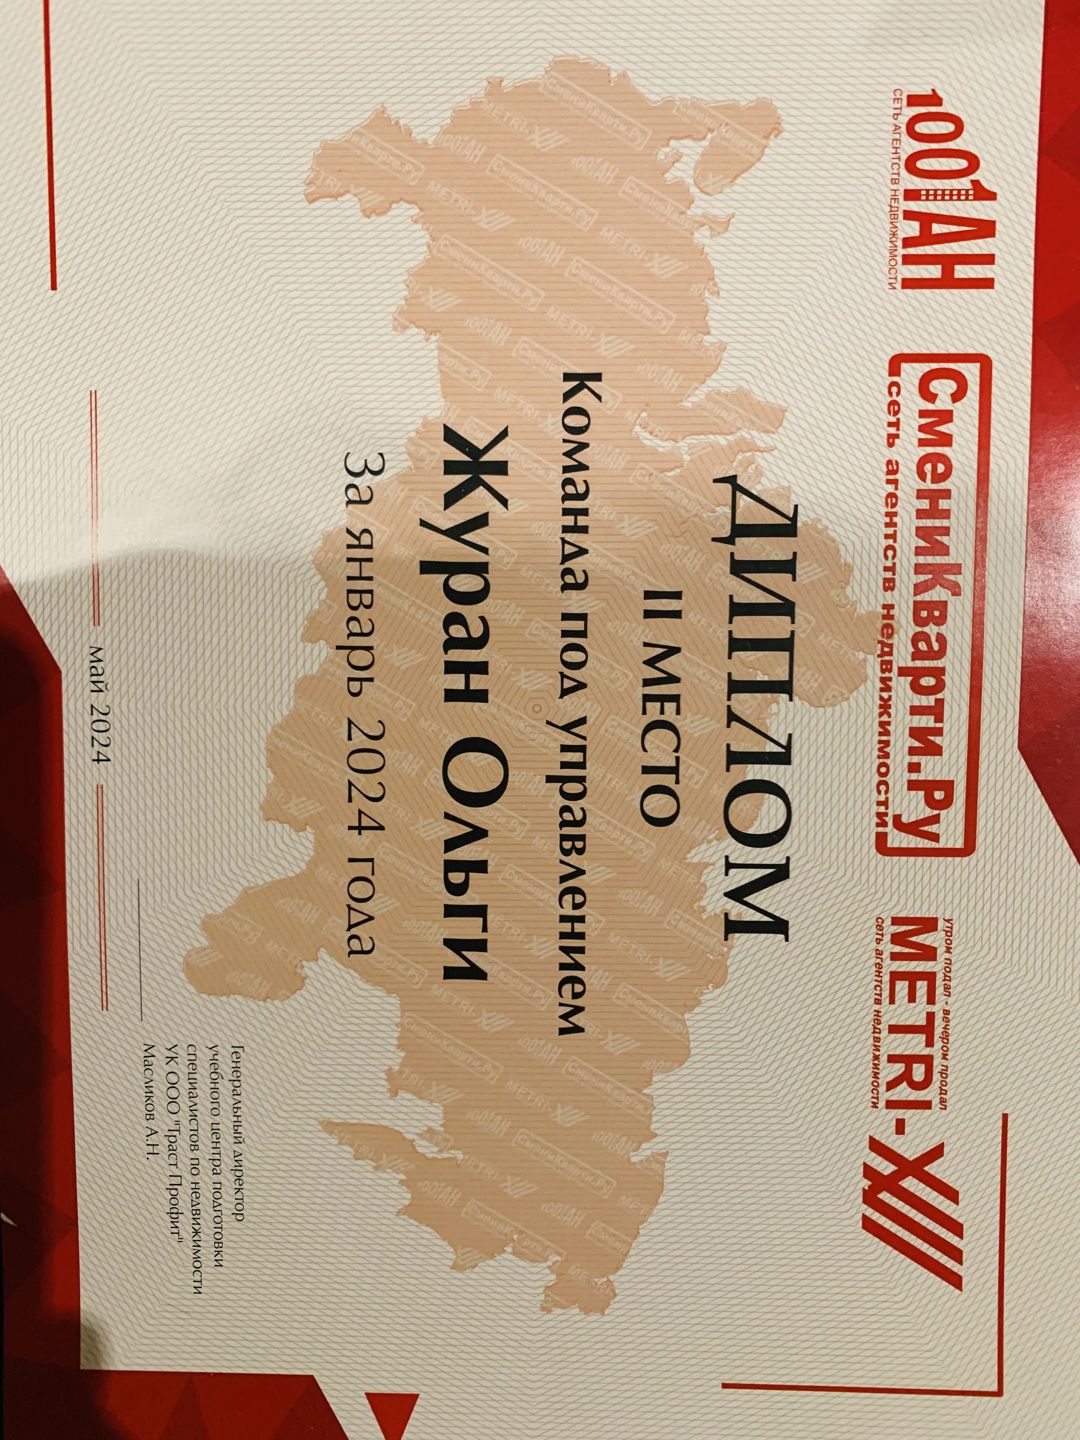 1001АН
СЕТЬ АГЕНТСТВ НЕДВИЖИМОСТИ
СмениКварти.Ру
сеть агентств недвижимости
утром подал - вечером продал
METRI-X///
сеть агентств недвижимости
ДИПЛОМ
II МЕСТО
Команда под управлением
Журан Ольги
За январь 2024 года
Генеральный директор
учебного центра подготовки
специалистов по недвижимости
УК ООО "Траст Профит"
Масликов А.Н.
май 2024